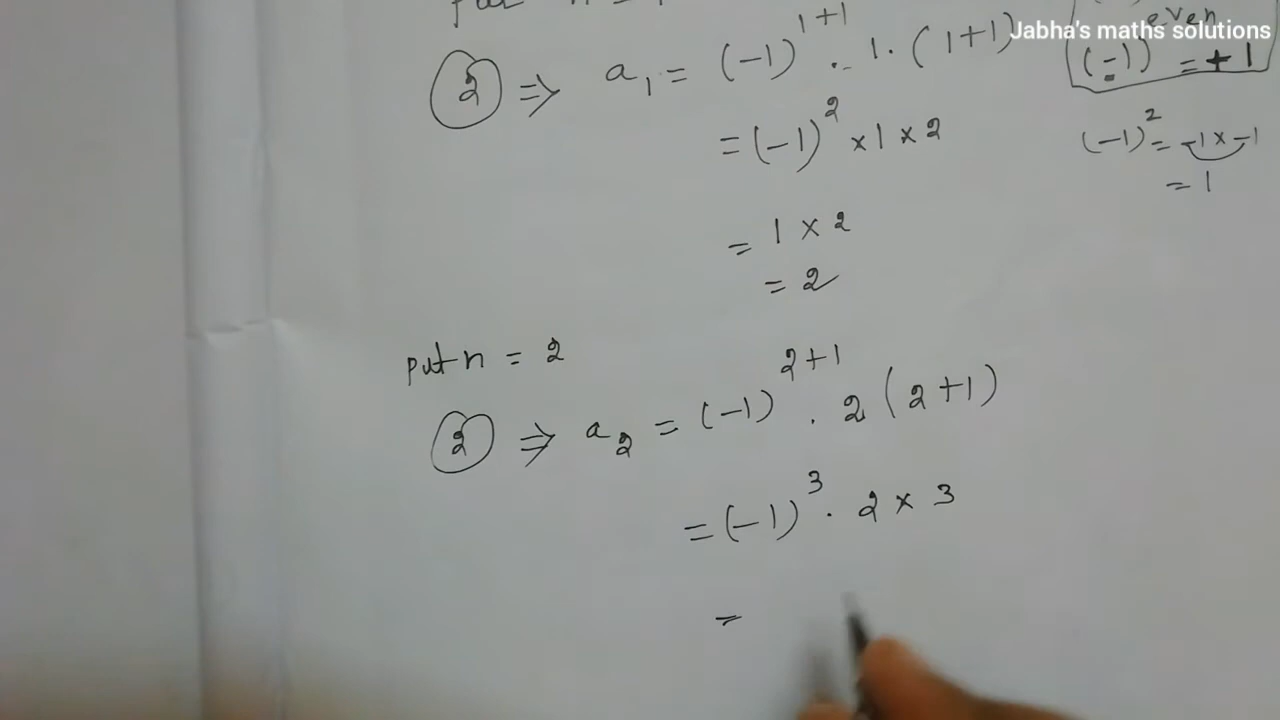 Jabha's maths solutions
② ⇒ a₁ = (-1)¹⁺¹ . 1 . (1+1)
= (-1)² × 1 × 2
= 1 × 2
= 2
(-1)ᵉᵛᵉⁿ = +1
(-1)² = -1 × -1
= 1
put n = 2
② ⇒ a₂ = (-1)²⁺¹ . 2 (2+1)
= (-1)³ . 2 × 3
=